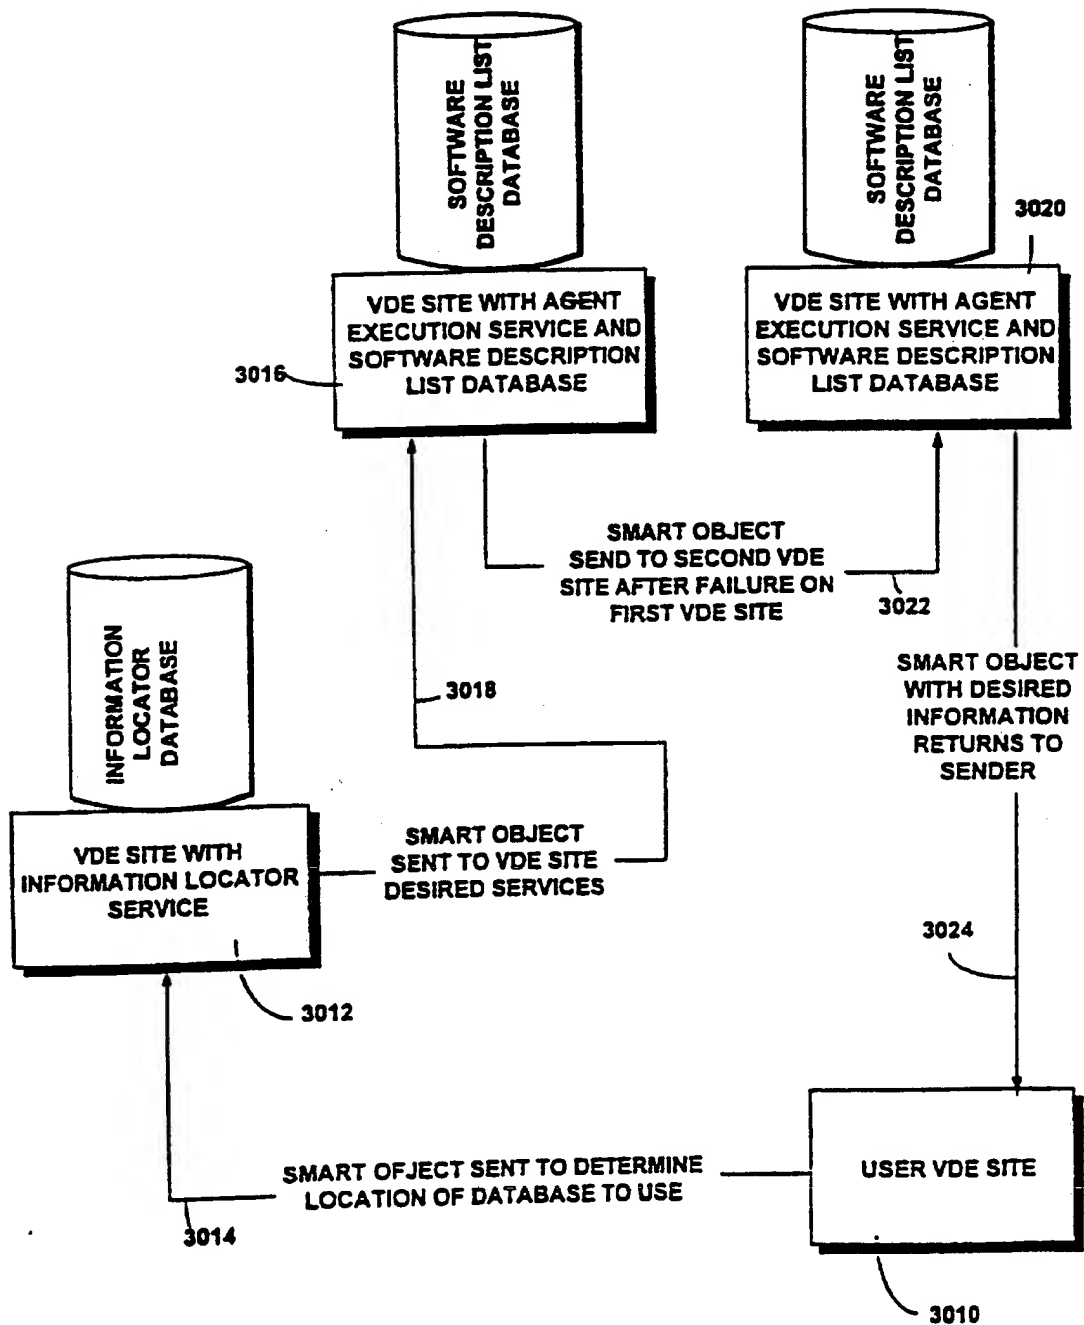 SOFTWARE
DESCRIPTION LIST
DATABASE
SOFTWARE
DESCRIPTION LIST
DATABASE
3020
VDE SITE WITH AGENT
EXECUTION SERVICE AND
SOFTWARE DESCRIPTION
LIST DATABASE
3016
VDE SITE WITH AGENT
EXECUTION SERVICE AND
SOFTWARE DESCRIPTION
LIST DATABASE
SMART OBJECT
SEND TO SECOND VDE
SITE AFTER FAILURE ON
FIRST VDE SITE
3022
INFORMATION
LOCATOR
DATABASE
3018
SMART OBJECT
WITH DESIRED
INFORMATION
RETURNS TO
SENDER
VDE SITE WITH
INFORMATION LOCATOR
SERVICE
SMART OBJECT
SENT TO VDE SITE
DESIRED SERVICES
3024
3012
SMART OFJECT SENT TO DETERMINE
LOCATION OF DATABASE TO USE
3014
USER VDE SITE
3010